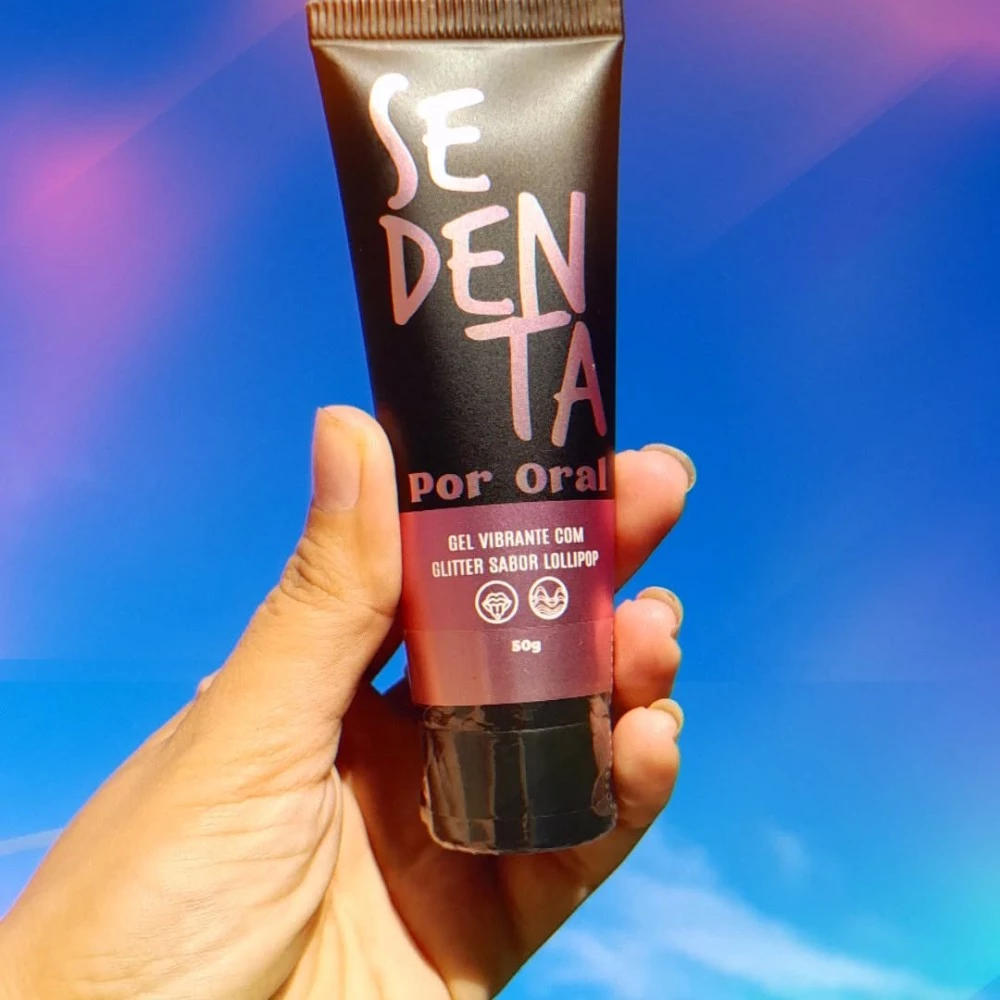 SE
DEN
TA
Por Oral
GEL VIBRANTE COM
GLITTER SABOR LOLLIPOP
50g